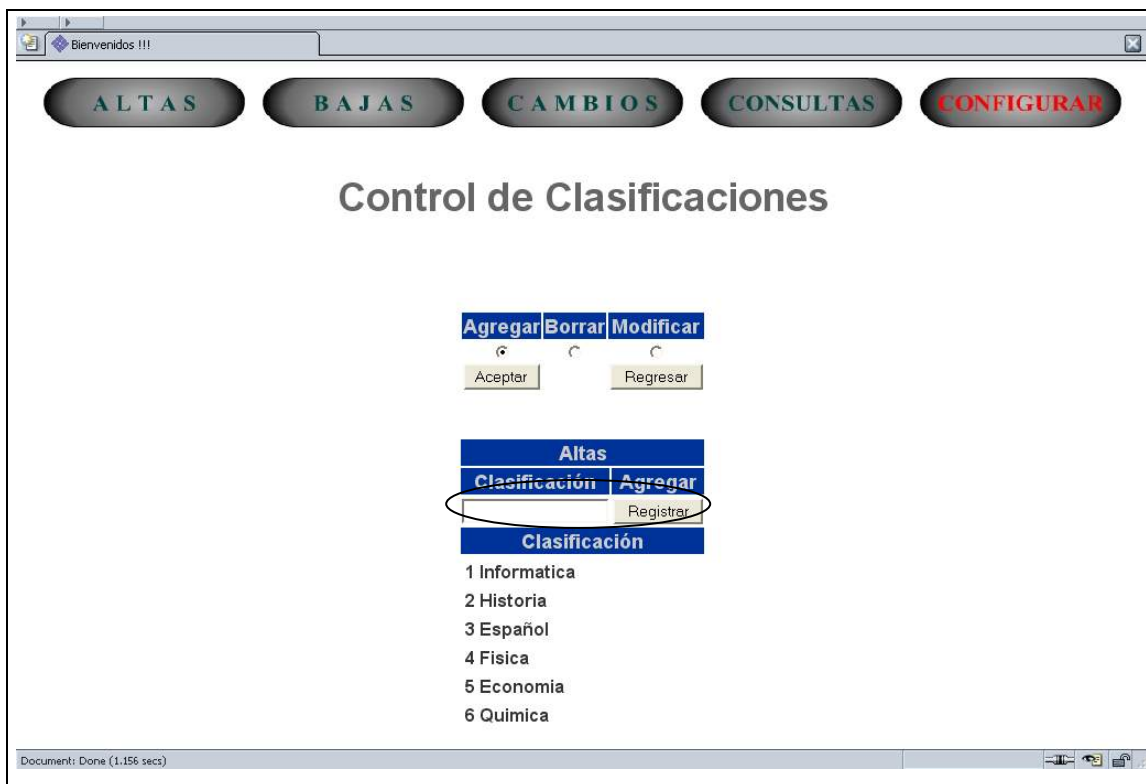 Bienvenidos !!!
ALTAS BAJAS CAMBIOS CONSULTAS CONFIGURAR
Control de Clasificaciones
Agregar Borrar Modificar
Aceptar Regresar
Altas
Clasificación Agregar
Registrar
Clasificación
1 Informatica
2 Historia
3 Español
4 Fisica
5 Economia
6 Quimica
Document: Done (1.156 secs)